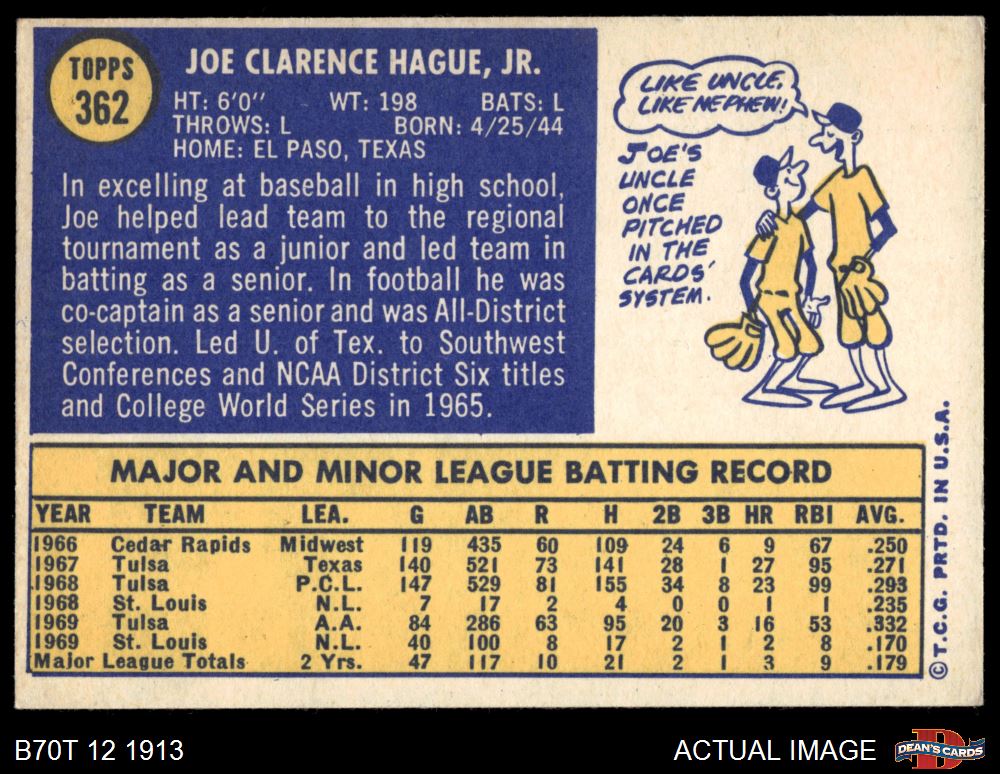 TOPPS
362
JOE CLARENCE HAGUE, JR.
HT: 6'0" WT: 198 BATS: L
THROWS: L BORN: 4/25/44
HOME: EL PASO, TEXAS
In excelling at baseball in high school,
Joe helped lead team to the regional
tournament as a junior and led team in
batting as a senior. In football he was
co-captain as a senior and was All-District
selection. Led U. of Tex. to Southwest
Conferences and NCAA District Six titles
and College World Series in 1965.
LIKE UNCLE,
LIKE NEPHEW!
JOE'S
UNCLE
ONCE
PITCHED
IN THE
CARDS'
SYSTEM.
MAJOR AND MINOR LEAGUE BATTING RECORD
YEAR TEAM LEA. G AB R H 2B 3B HR RBI AVG.
1966 Cedar Rapids Midwest 119 435 60 109 24 6 9 67 .250
1967 Tulsa Texas 140 521 73 141 28 1 27 95 .271
1968 Tulsa P.C.L. 147 529 81 155 34 8 23 99 .293
1968 St. Louis N.L. 7 17 2 4 0 0 1 1 .235
1969 Tulsa A.A. 84 286 63 95 20 3 16 53 .332
1969 St. Louis N.L. 40 100 8 17 2 1 2 8 .170
Major League Totals 2 Yrs. 47 117 10 21 2 1 3 9 .179
© T.C.G. PRTD. IN U.S.A.
B70T 12 1913
ACTUAL IMAGE
DEAN'S CARDS